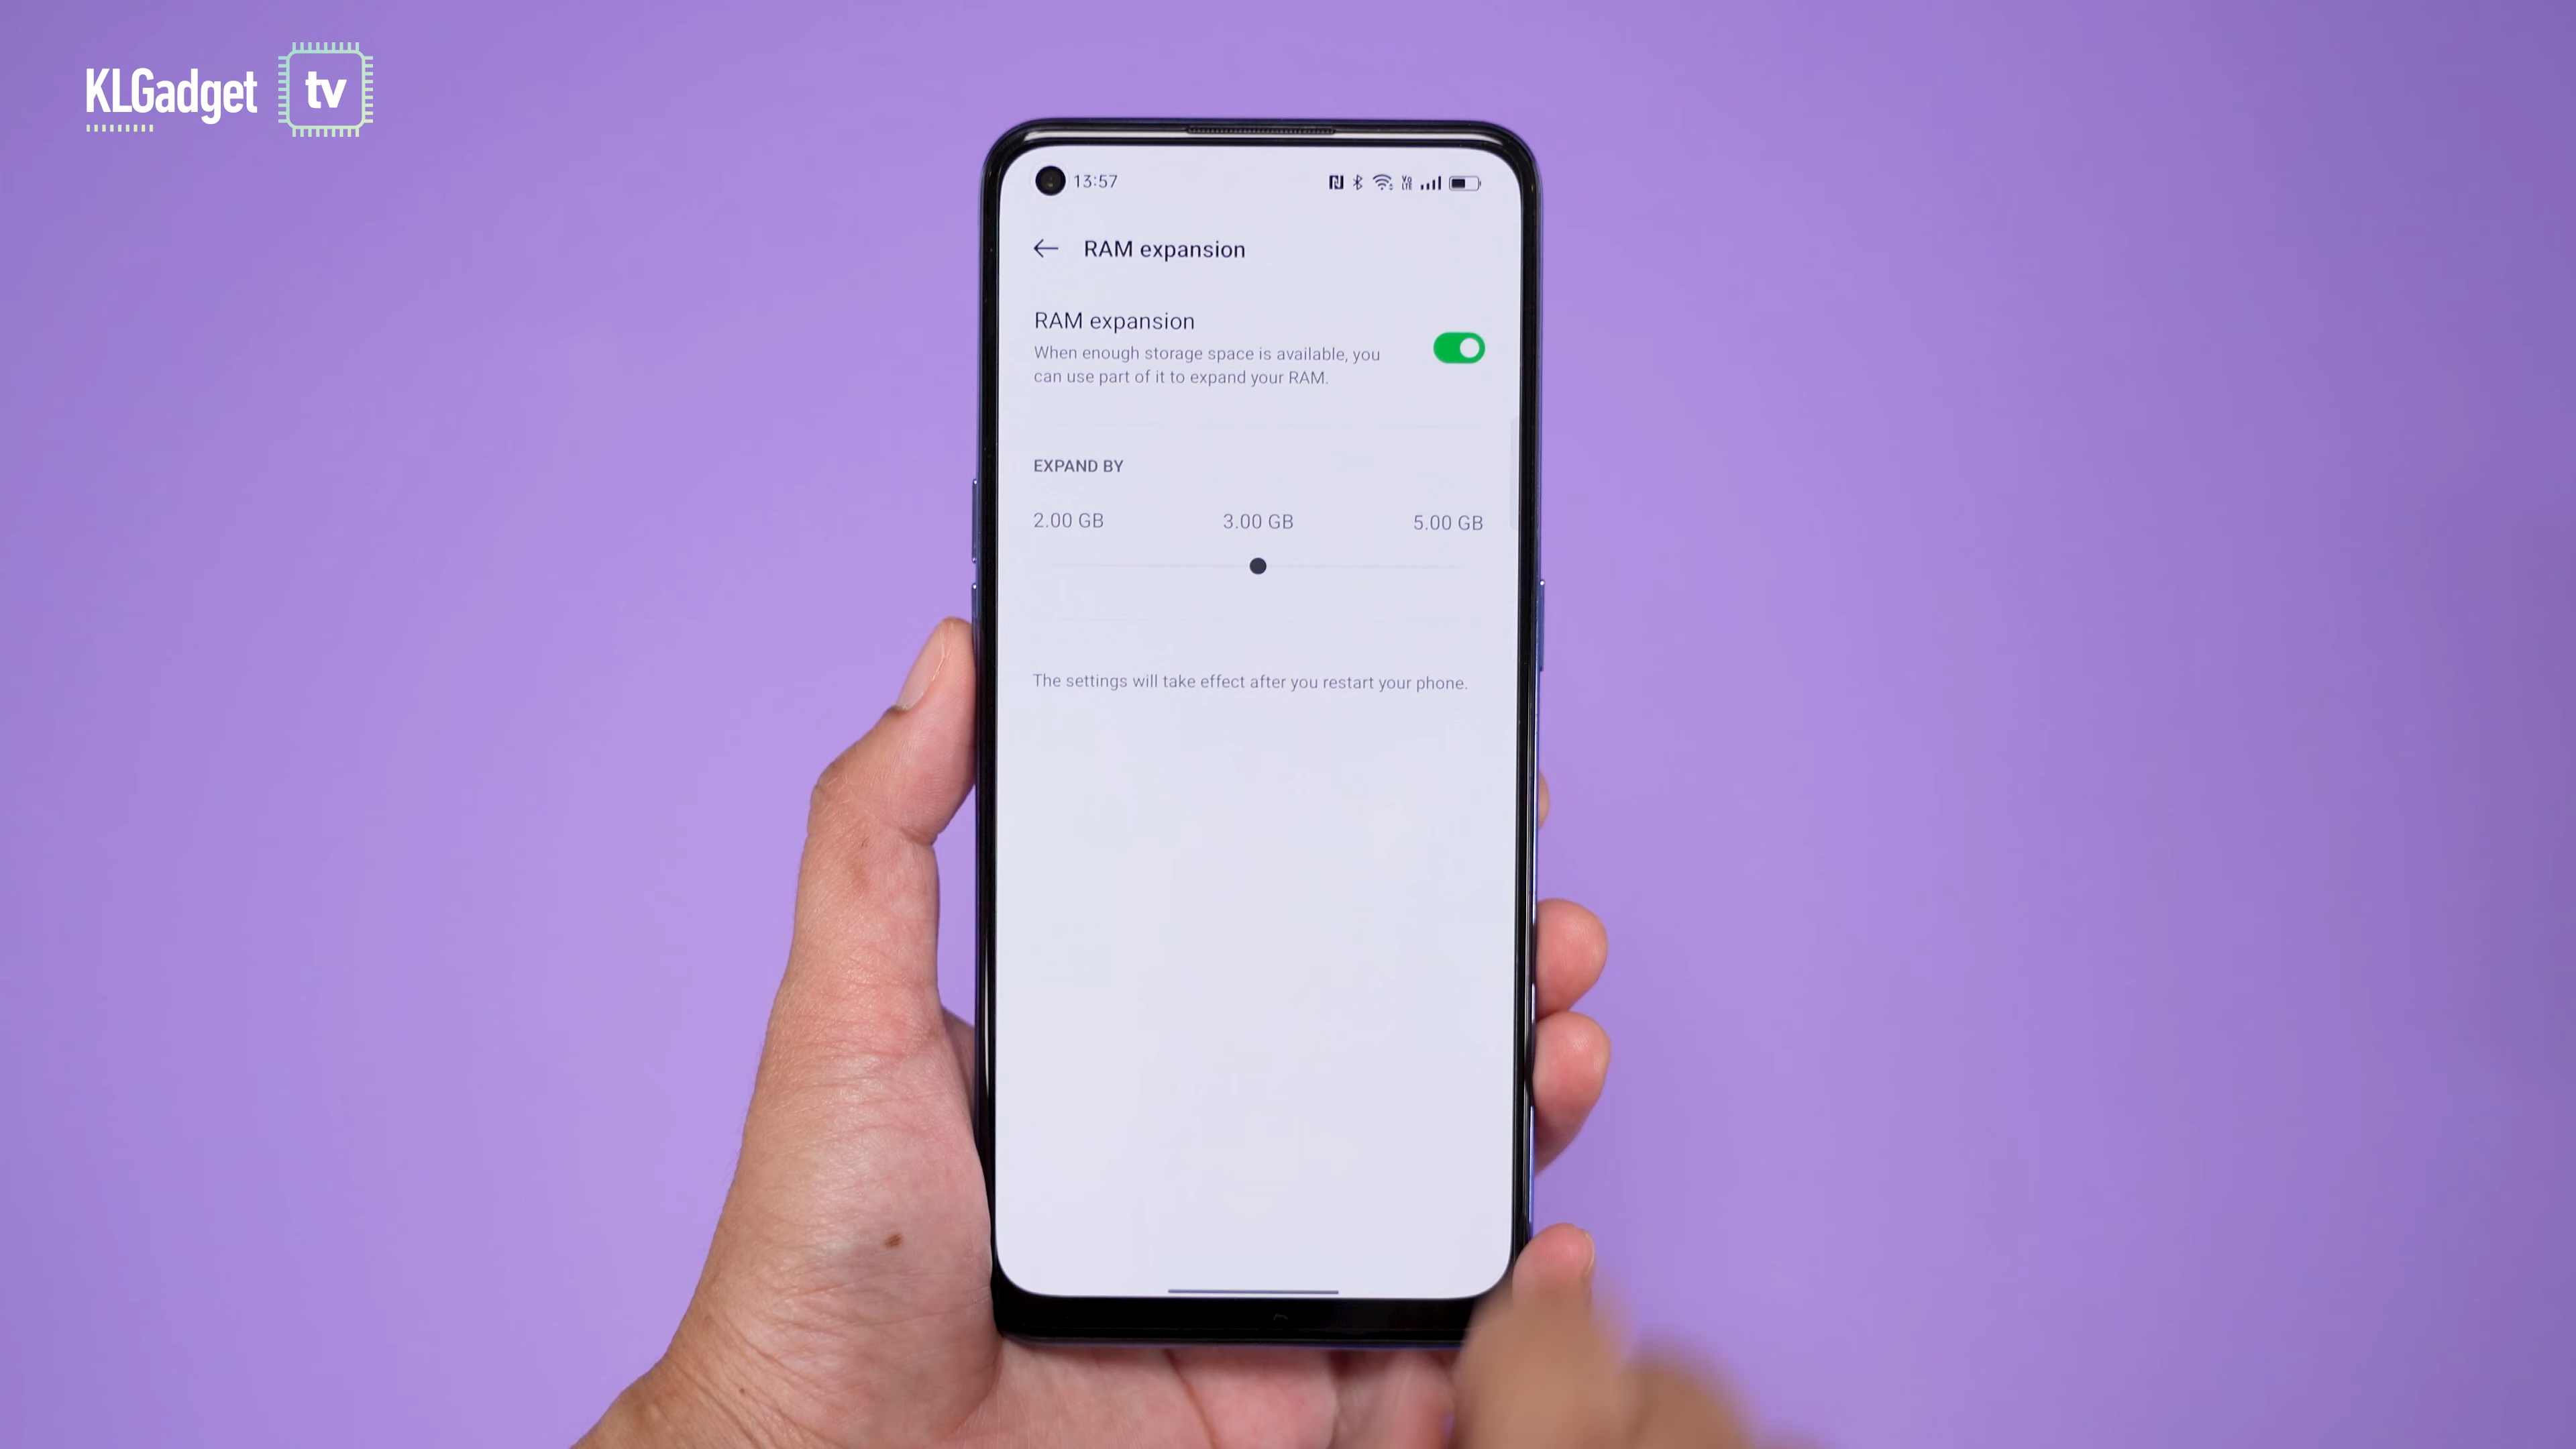 KLGadget tv
13:57
RAM expansion
RAM expansion
When enough storage space is available, you
can use part of it to expand your RAM.
EXPAND BY
2.00 GB 3.00 GB 5.00 GB
The settings will take effect after you restart your phone.